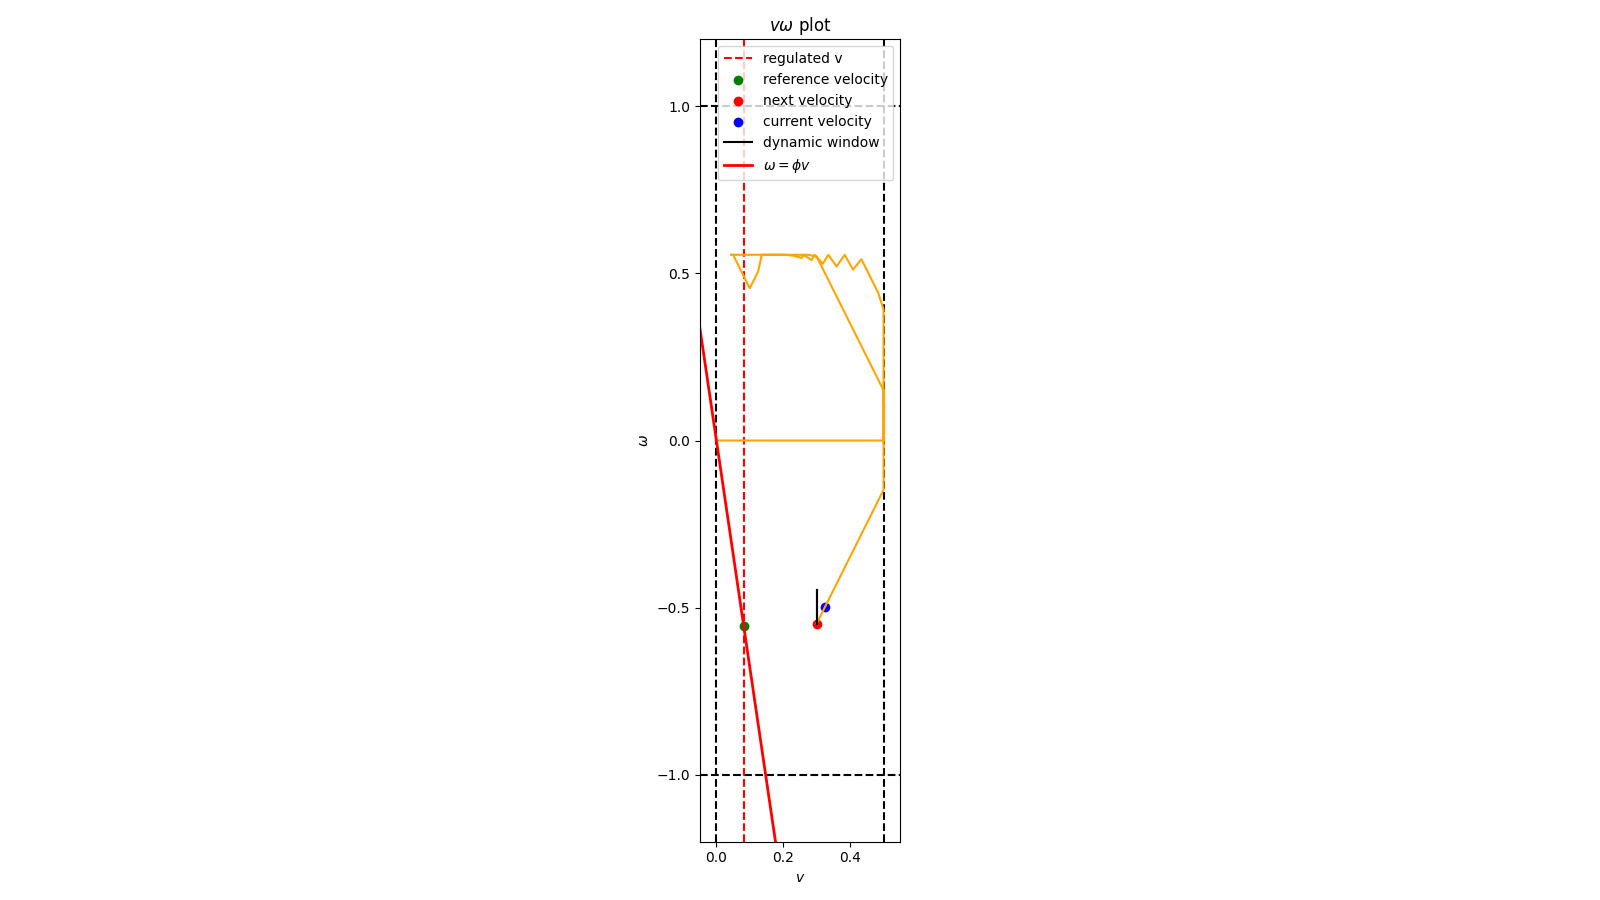 vω plot
regulated v
reference velocity
next velocity
current velocity
dynamic window
ω = ϕv
1.0
0.5
0.0
−0.5
−1.0
ω
0.0 0.2 0.4
v